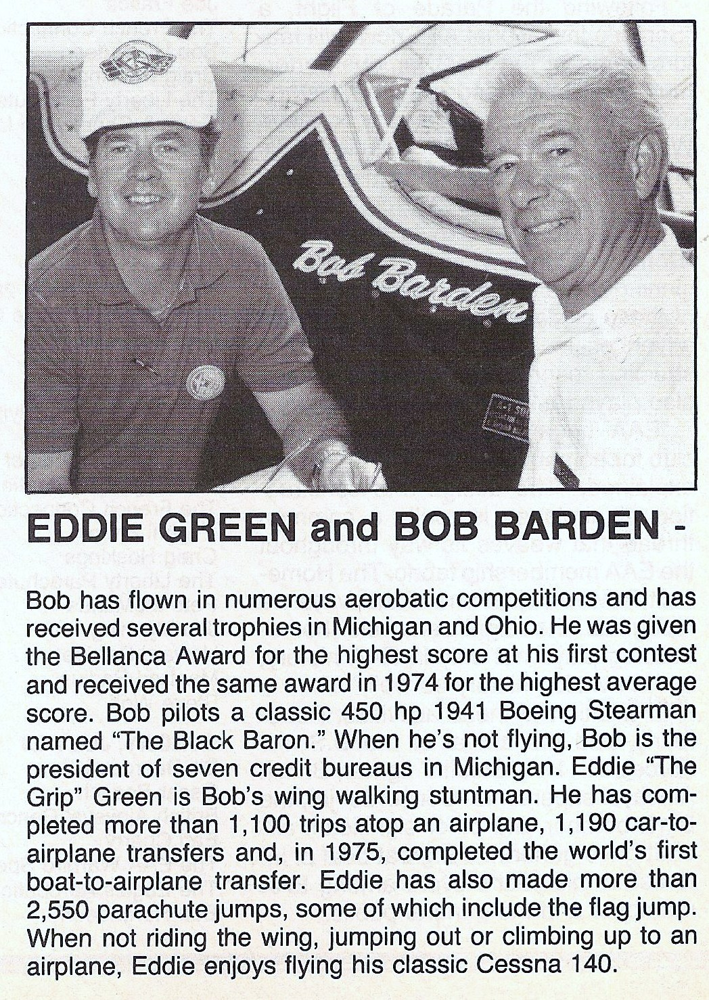 Bob Barden
EDDIE GREEN and BOB BARDEN -
Bob has flown in numerous aerobatic competitions and has
received several trophies in Michigan and Ohio. He was given
the Bellanca Award for the highest score at his first contest
and received the same award in 1974 for the highest average
score. Bob pilots a classic 450 hp 1941 Boeing Stearman
named “The Black Baron.” When he’s not flying, Bob is the
president of seven credit bureaus in Michigan. Eddie “The
Grip” Green is Bob’s wing walking stuntman. He has com-
pleted more than 1,100 trips atop an airplane, 1,190 car-to-
airplane transfers and, in 1975, completed the world’s first
boat-to-airplane transfer. Eddie has also made more than
2,550 parachute jumps, some of which include the flag jump.
When not riding the wing, jumping out or climbing up to an
airplane, Eddie enjoys flying his classic Cessna 140.